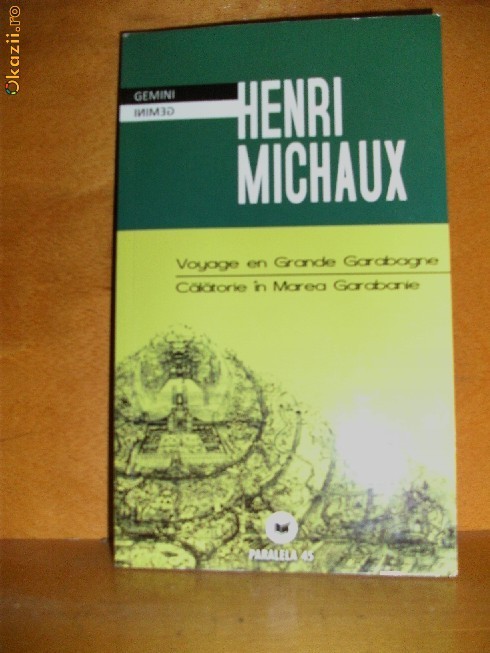 Okazii.ro
GEMINI
GEMINI
HENRI
MICHAUX
Voyage en Grande Garabagne
Călătorie în Marea Garabanie
PARALELA 45